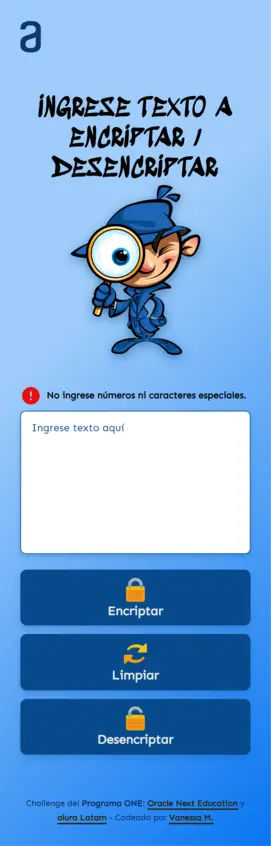 a
INGRESE TEXTO A
ENCRIPTAR /
DESENCRIPTAR
! No ingrese números ni caracteres especiales.
Ingrese texto aquí
Encriptar
Limpiar
Desencriptar
Challenge del Programa ONE: Oracle Next Education y
alura Latam - Codeado por Vanessa M.